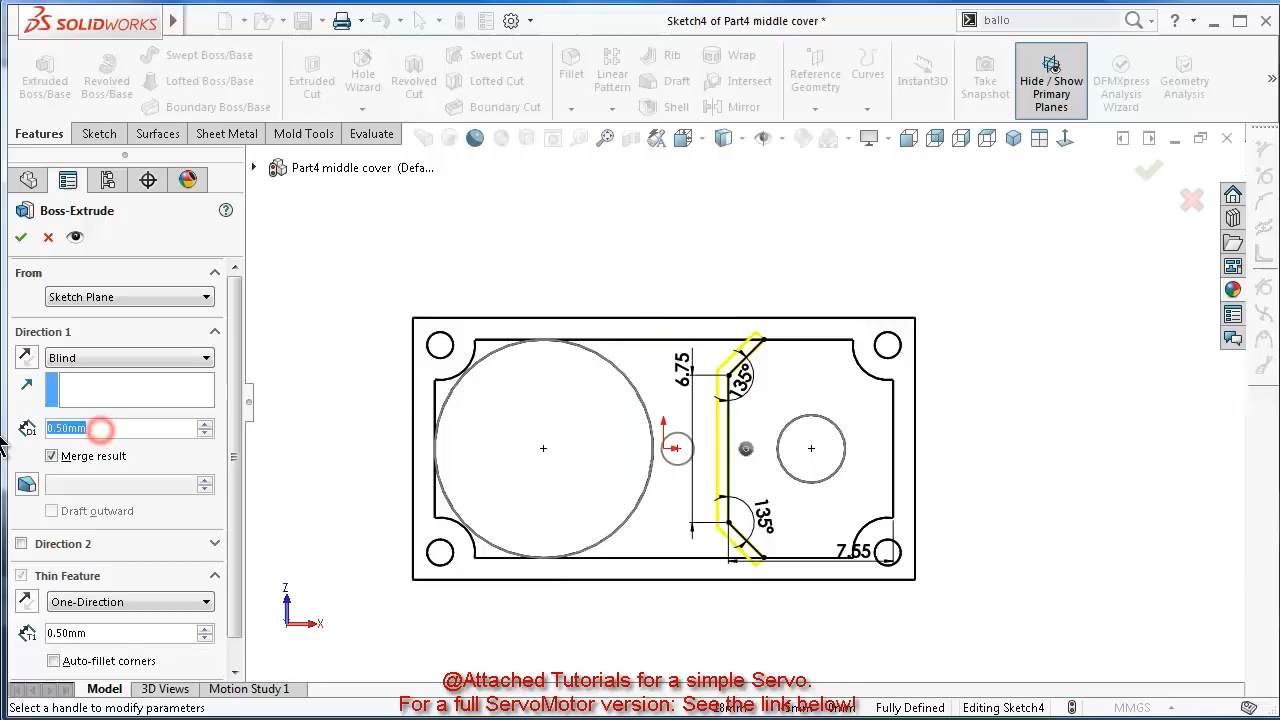 SOLIDWORKS
Sketch4 of Part4 middle cover *
ballo
Extruded Boss/Base
Revolved Boss/Base
Swept Boss/Base
Lofted Boss/Base
Boundary Boss/Base
Extruded Cut
Hole Wizard
Revolved Cut
Swept Cut
Lofted Cut
Boundary Cut
Fillet
Linear Pattern
Rib
Draft
Shell
Wrap
Intersect
Mirror
Reference Geometry
Curves
Instant3D
Take Snapshot
Hide / Show Primary Planes
DFMXpress Analysis Wizard
Geometry Analysis
Features
Sketch
Surfaces
Sheet Metal
Mold Tools
Evaluate
Part4 middle cover (Defa...
Boss-Extrude
From
Sketch Plane
Direction 1
Blind
0.50mm
Merge result
Draft outward
Direction 2
Thin Feature
One-Direction
0.50mm
Auto-fillet corners
6.75
135°
135°
7.55
Z
X
@Attached Tutorials for a simple Servo.
For a full ServoMotor version: See the link below!
Model
3D Views
Motion Study 1
Select a handle to modify parameters
Fully Defined
Editing Sketch4
MMGS